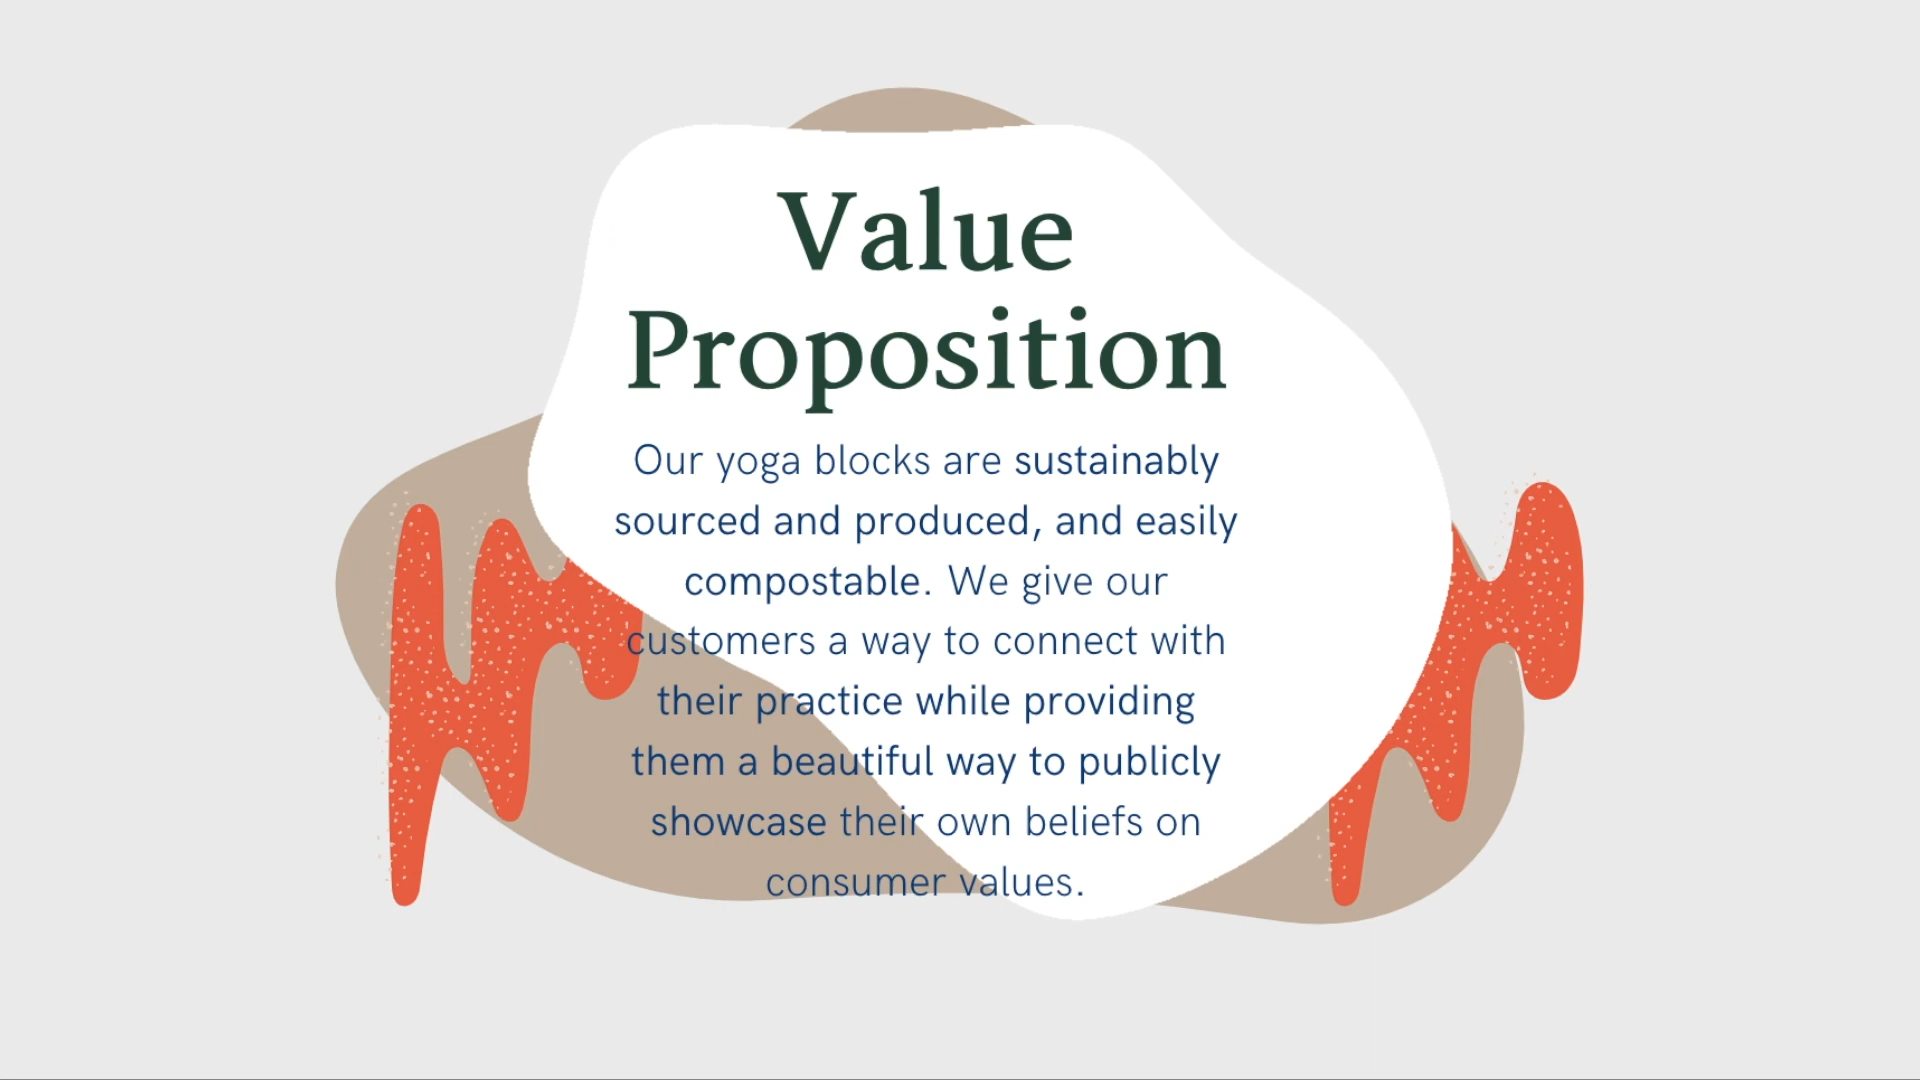 Value
Proposition
Our yoga blocks are sustainably
sourced and produced, and easily
compostable. We give our
customers a way to connect with
their practice while providing
them a beautiful way to publicly
showcase their own beliefs on
consumer values.